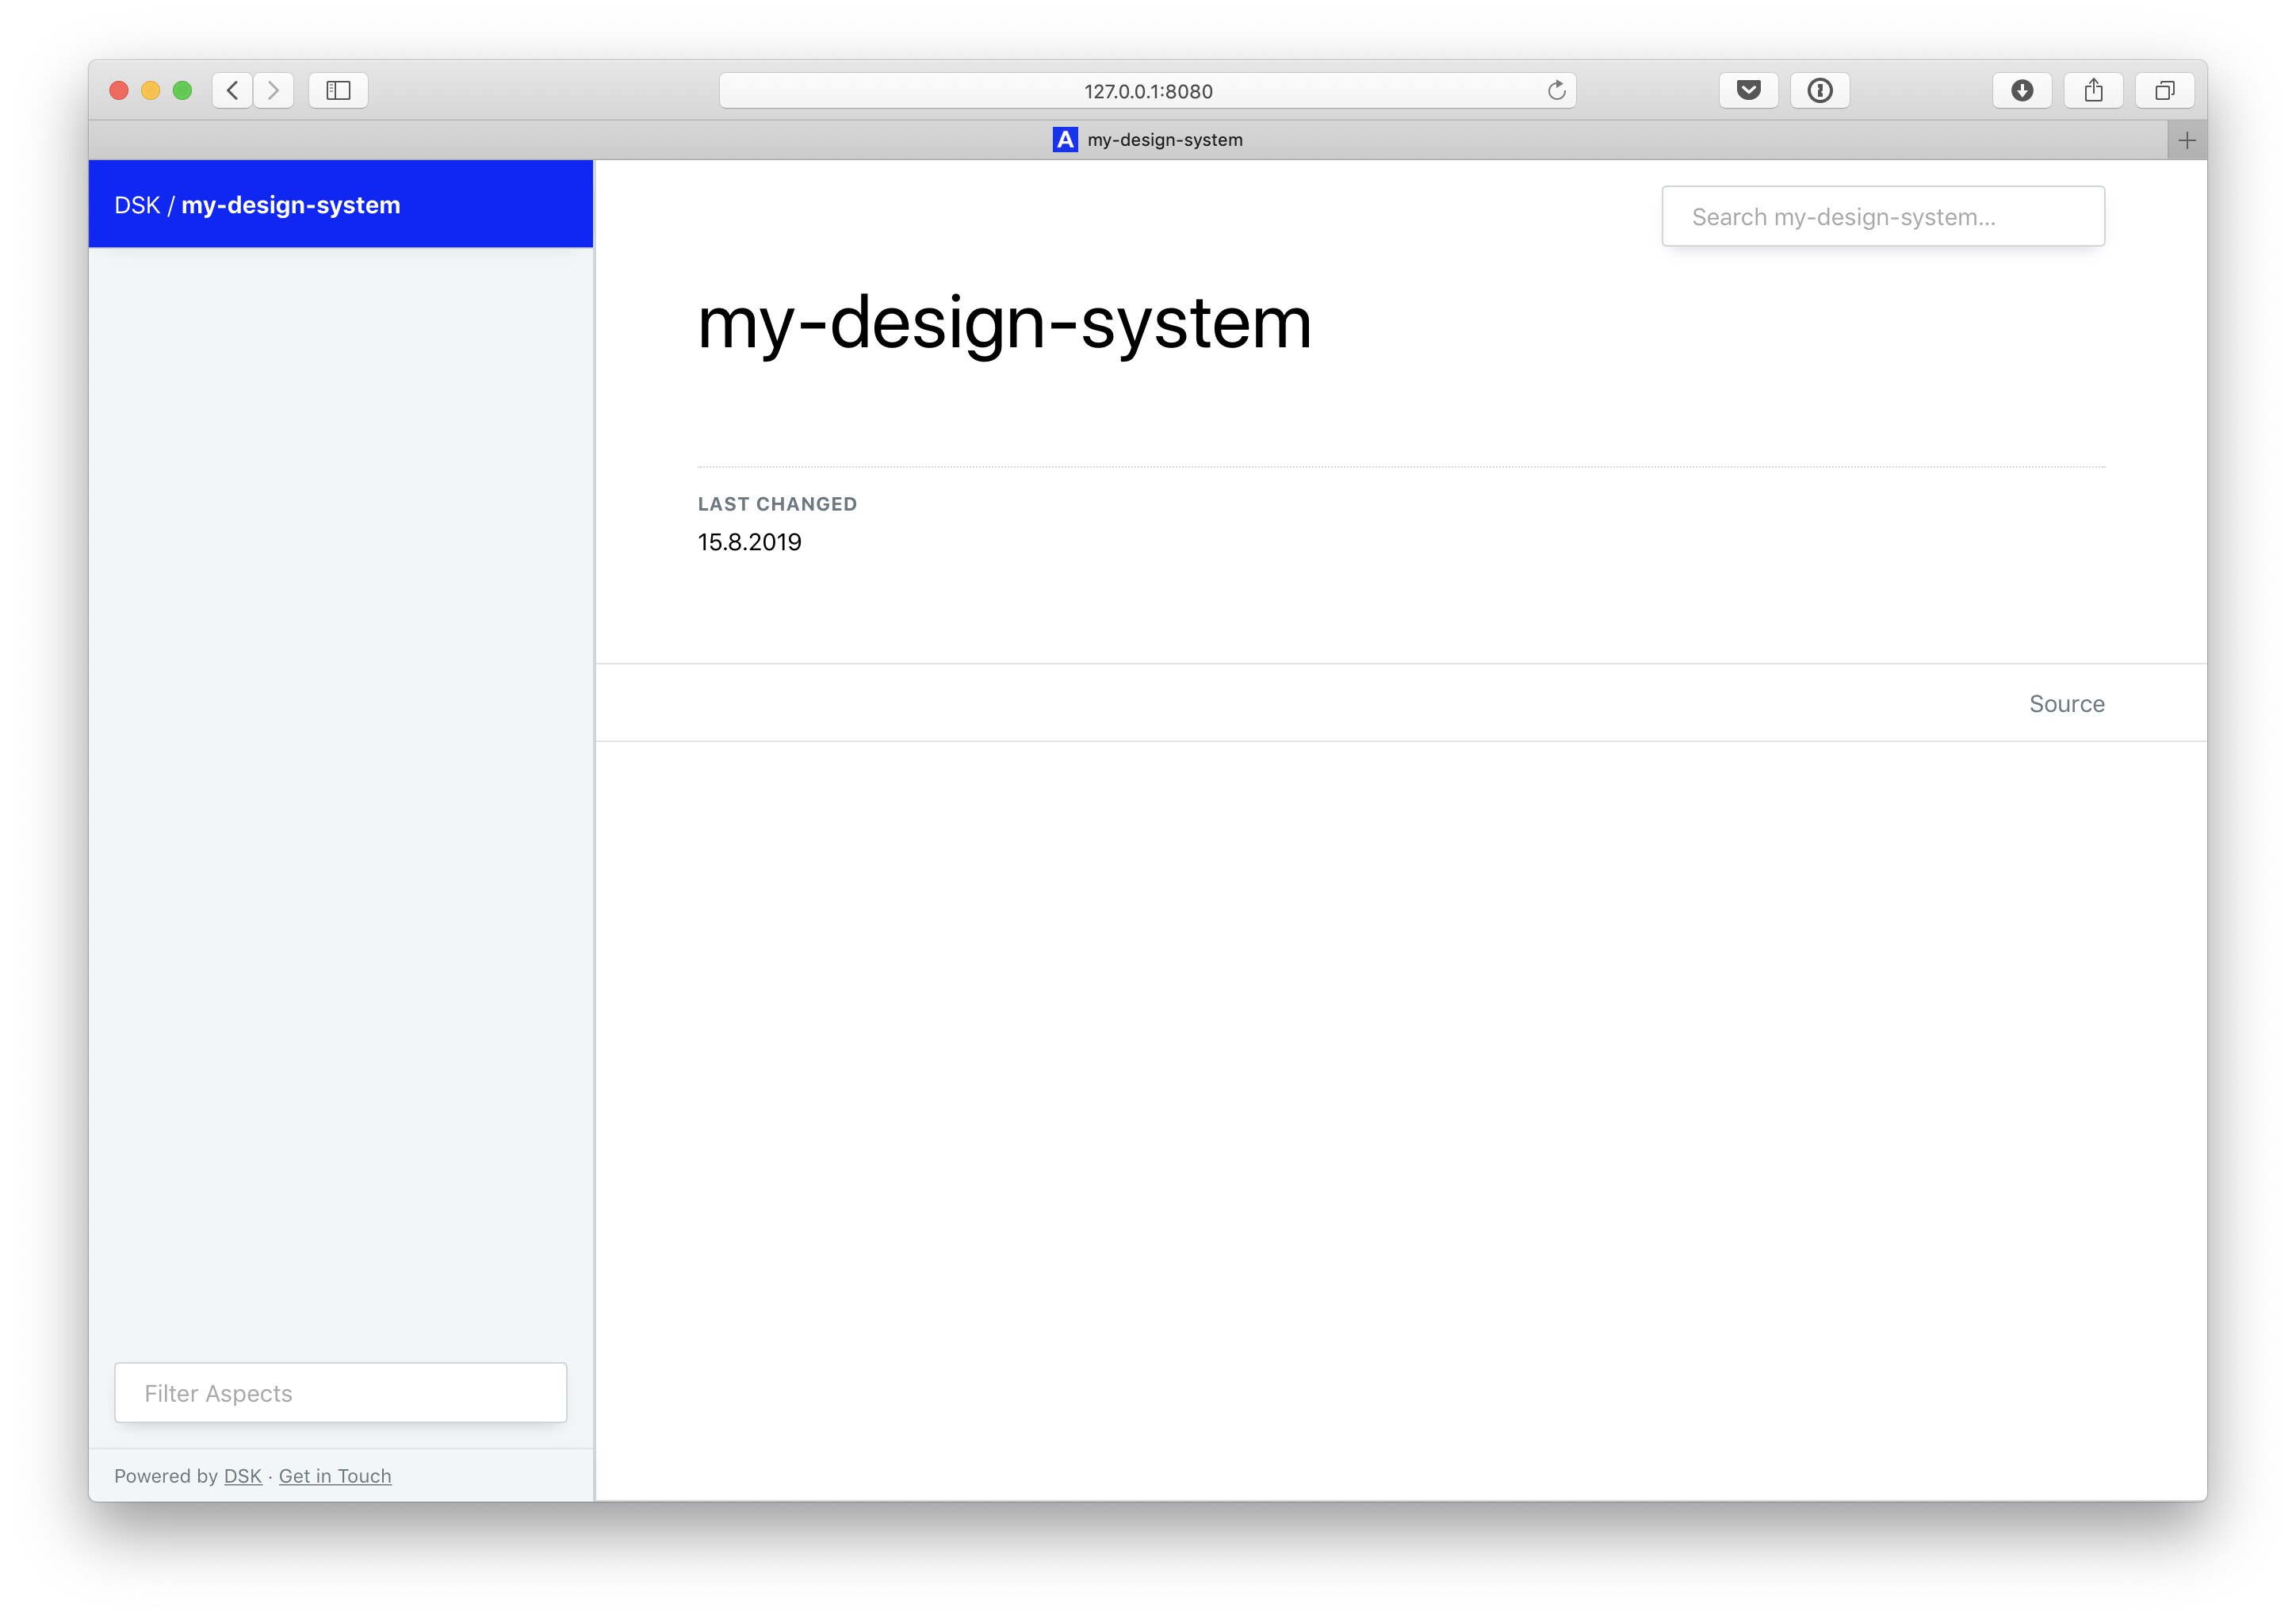 127.0.0.1:8080
A my-design-system
DSK / my-design-system
Search my-design-system...
my-design-system
LAST CHANGED
15.8.2019
Source
Filter Aspects
Powered by DSK · Get in Touch